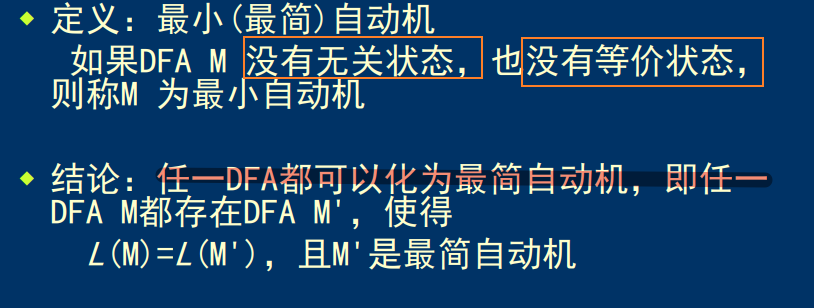 定义：最小(最简)自动机
如果DFA M 没有无关状态，也没有等价状态，
则称M 为最小自动机
结论：任一DFA都可以化为最简自动机，即任一
DFA M都存在DFA M'，使得
L(M)=L(M')，且M'是最简自动机